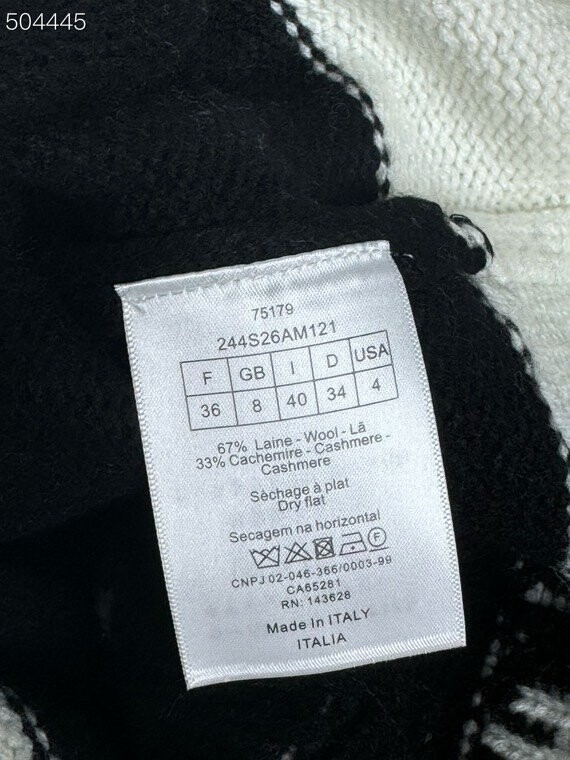 504445
75179
244S26AM121
F GB I D USA
36 8 40 34 4
67% Laine - Wool - Lã
33% Cachemire - Cashmere -
Cashmere
Sèchage à plat
Dry flat
Secagem na horizontal
F
CNPJ 02-046-366/0003-99
CA65281
RN: 143628
Made In ITALY
ITALIA